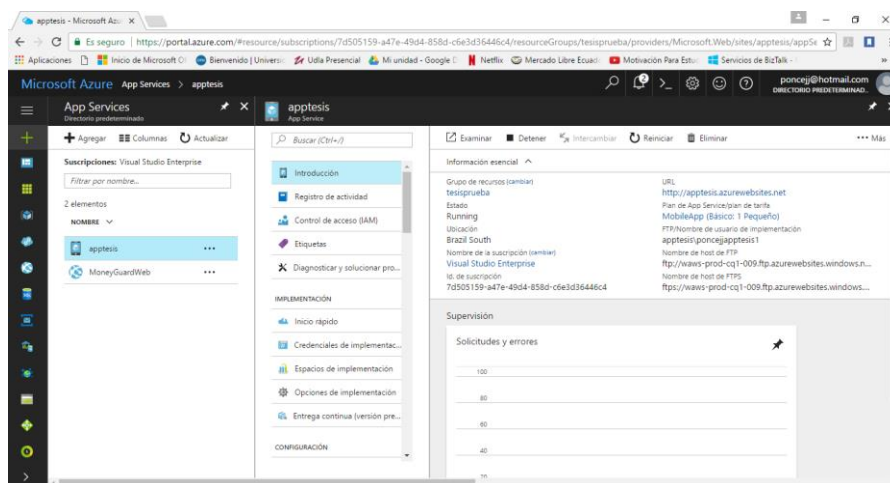 apptesis - Microsoft Azu
Es seguro | https://portal.azure.com/#resource/subscriptions/7d505159-a47e-49d4-858d-c6e3d36446c4/resourceGroups/tesisprueba/providers/Microsoft.Web/sites/apptesis/appSe
Aplicaciones Inicio de Microsoft O Bienvenido | Universi Udla Presencial Mi unidad - Google D Netflix Mercado Libre Ecuad Motivación Para Estu Servicios de BizTalk -
Microsoft Azure App Services > apptesis
poncejj@hotmail.com
DIRECTORIO PREDETERMINAD...
App Services
Directorio predeterminado
Agregar Columnas Actualizar
Suscripciones: Visual Studio Enterprise
Filtrar por nombre...
2 elementos
NOMBRE
apptesis
MoneyGuardWeb
apptesis
App Service
Buscar (Ctrl+/)
Introducción
Registro de actividad
Control de acceso (IAM)
Etiquetas
Diagnosticar y solucionar pro...
IMPLEMENTACIÓN
Inicio rápido
Credenciales de implementac...
Espacios de implementación
Opciones de implementación
Entrega continua (versión pre...
CONFIGURACIÓN
Examinar Detener Intercambiar Reiniciar Eliminar Más
Información esencial
Grupo de recursos (cambiar)
tesisprueba
Estado
Running
Ubicación
Brazil South
Nombre de la suscripción (cambiar)
Visual Studio Enterprise
Id. de suscripción
7d505159-a47e-49d4-858d-c6e3d36446c4
URL
http://apptesis.azurewebsites.net
Plan de App Service/plan de tarifa
MobileApp (Básico: 1 Pequeño)
FTP/Nombre de usuario de implementación
apptesis\poncejjapptesis1
Nombre de host de FTP
ftp://waws-prod-cq1-009.ftp.azurewebsites.windows.n...
Nombre de host de FTPS
ftps://waws-prod-cq1-009.ftp.azurewebsites.windows....
Supervisión
Solicitudes y errores
100
80
60
40
20